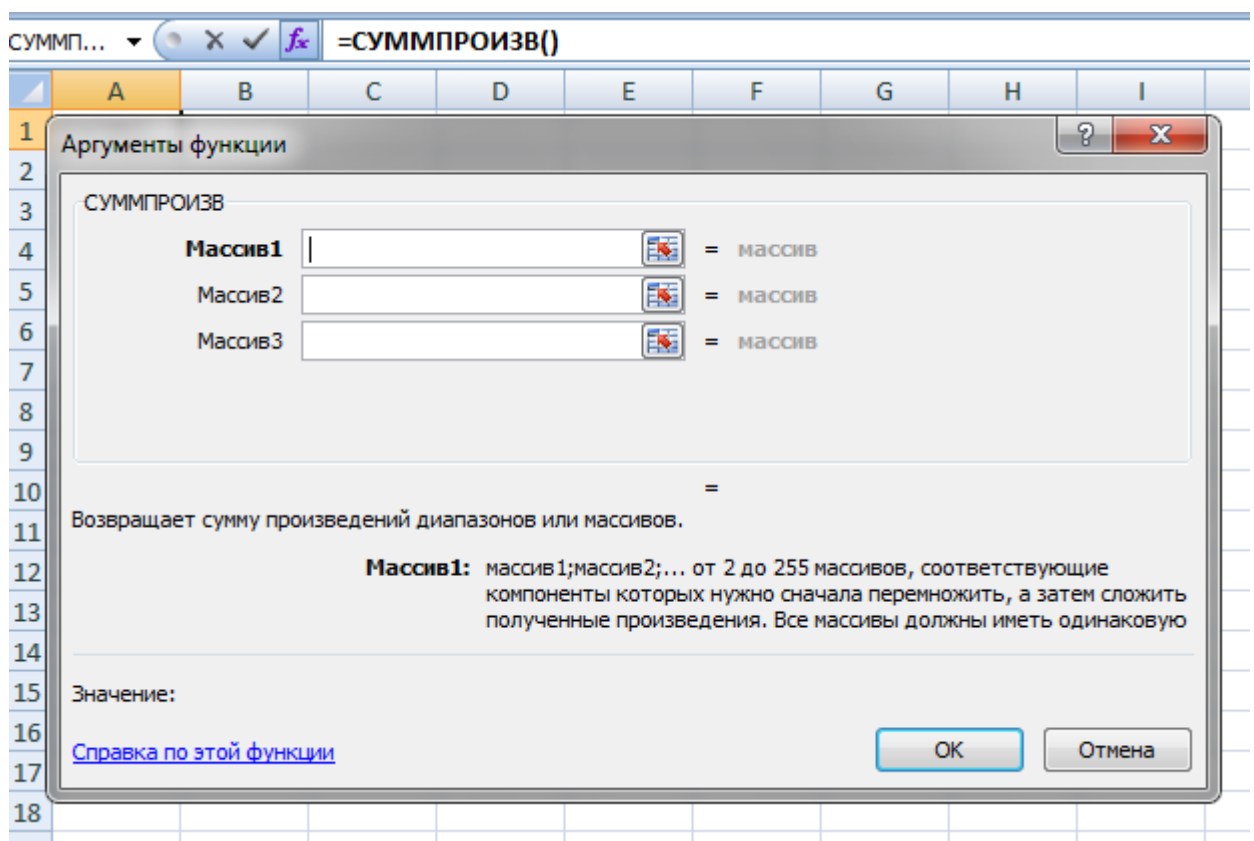 СУММП... fx =СУММПРОИЗВ()
A B C D E F G H I
1
Аргументы функции ? X
2
СУММПРОИЗВ
3
4 Массив1 = массив
5 Массив2 = массив
6 Массив3 = массив
7
8
9
10 =
Возвращает сумму произведений диапазонов или массивов.
11
12 Массив1: массив1;массив2;... от 2 до 255 массивов, соответствующие
компоненты которых нужно сначала перемножить, а затем сложить
13 полученные произведения. Все массивы должны иметь одинаковую
14
15 Значение:
16
Справка по этой функции OK Отмена
17
18